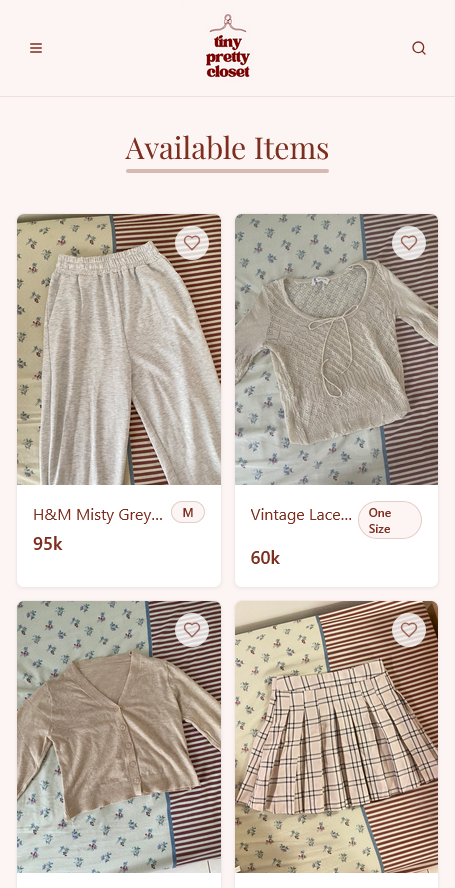 tiny
pretty
closet
Available Items
H&M Misty Grey...
M
95k
Vintage Lace...
One
Size
60k